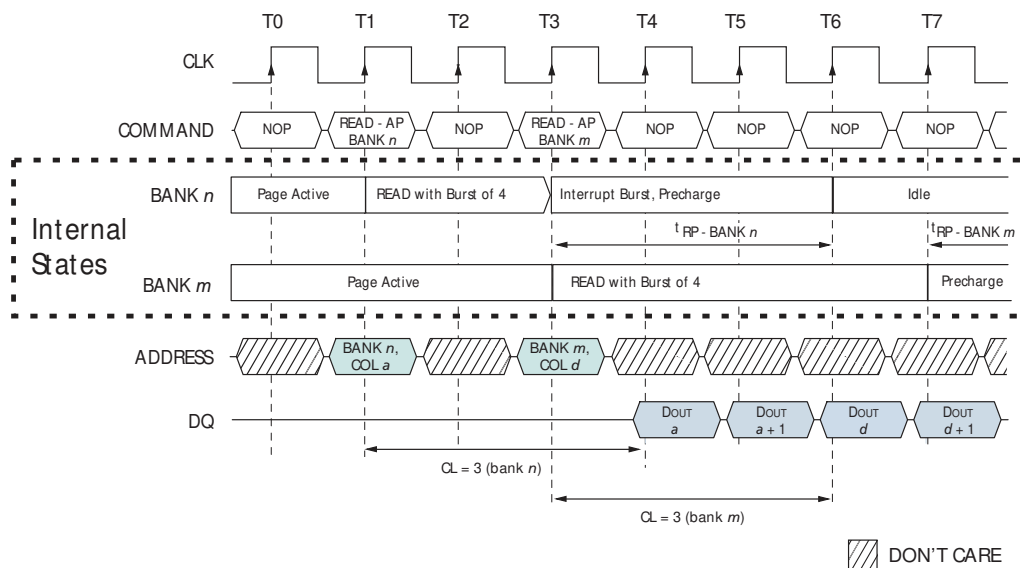 T0 T1 T2 T3 T4 T5 T6 T7
CLK
COMMAND NOP READ - AP BANK n NOP READ - AP BANK m NOP NOP NOP NOP
BANK n Page Active READ with Burst of 4 Interrupt Burst, Precharge Idle
tRP - BANK n tRP - BANK m
Internal
States
BANK m Page Active READ with Burst of 4 Precharge
ADDRESS BANK n, COL a BANK m, COL d
DQ DOUT a DOUT a + 1 DOUT d DOUT d + 1
CL = 3 (bank n)
CL = 3 (bank m)
DON'T CARE